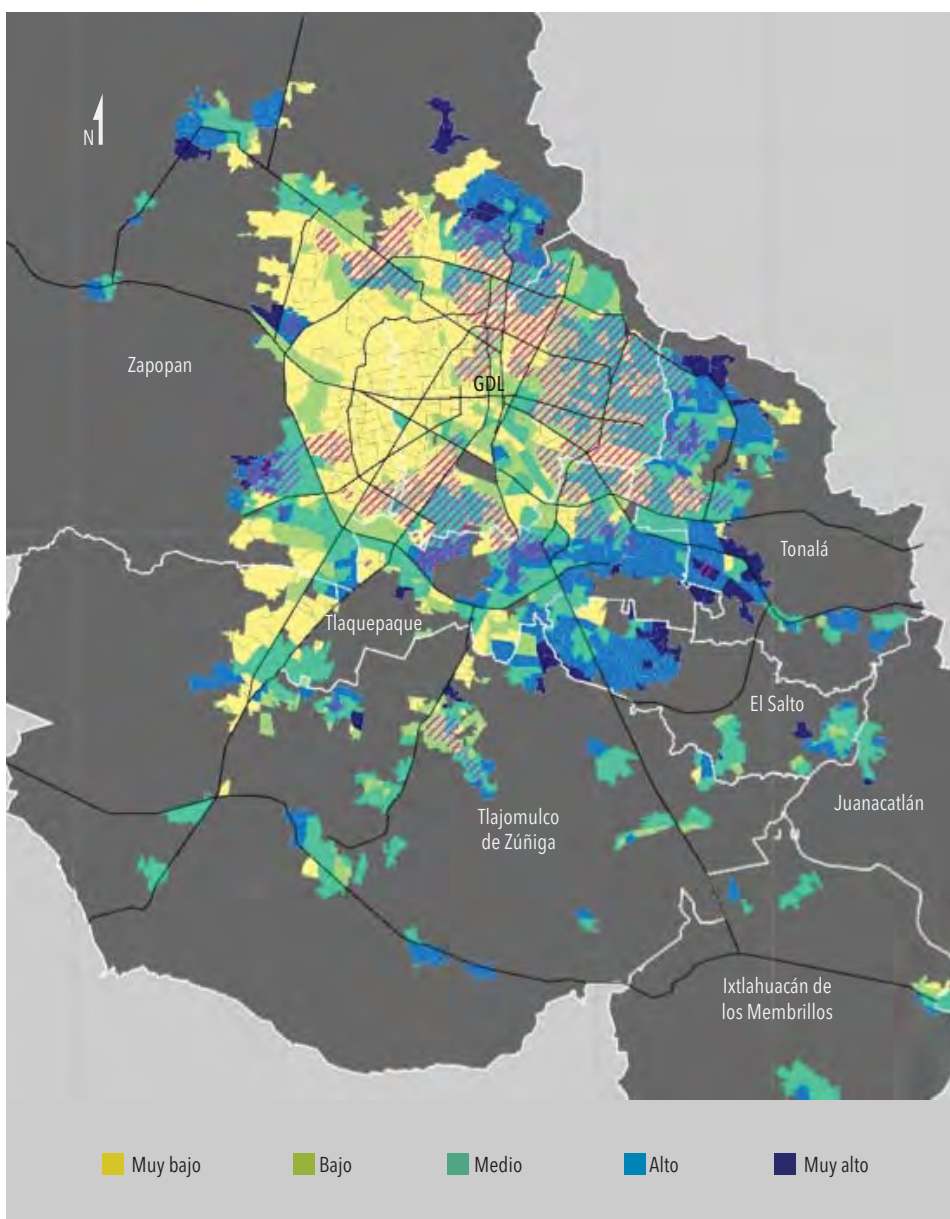 N
Zapopan
GDL
Tonalá
Tlaquepaque
El Salto
Juanacatlán
Tlajomulco
de Zúñiga
Ixtlahuacán de
los Membrillos
Muy bajo
Bajo
Medio
Alto
Muy alto